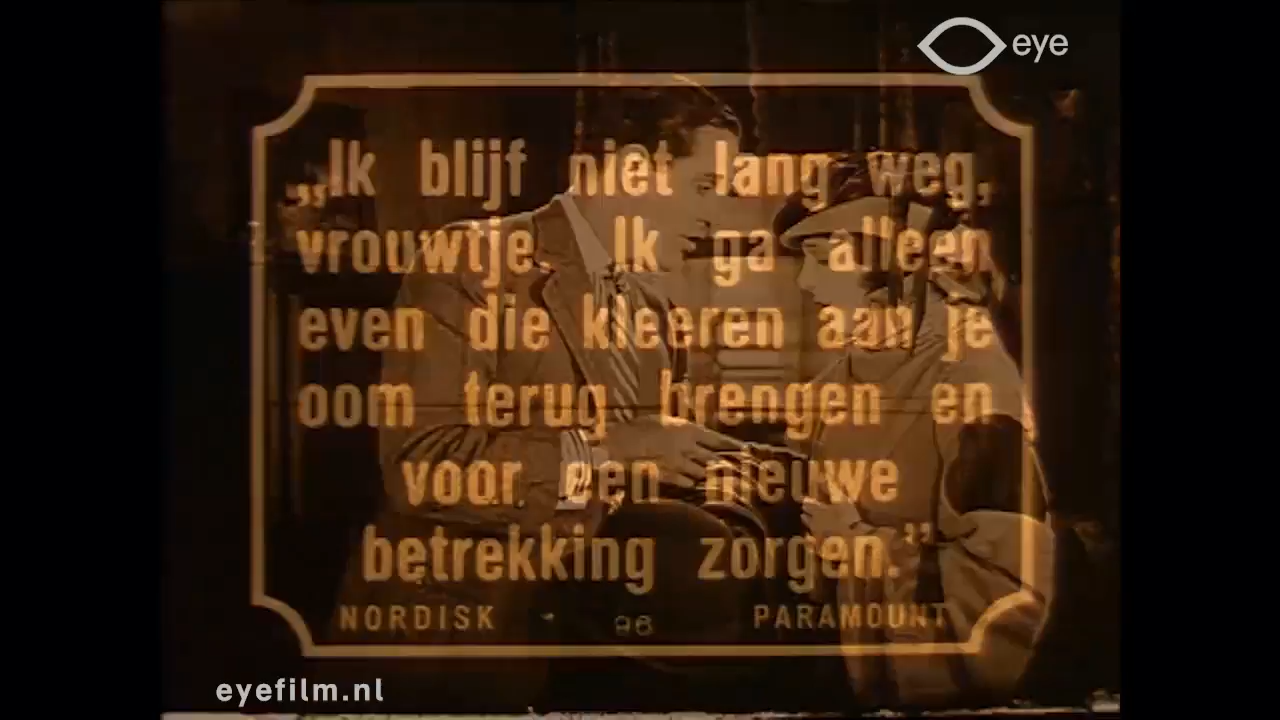 eye
„Ik blijf niet lang weg,
vrouwtje. Ik ga alleen
even die kleeren aan je
oom terug brengen en
voor een nieuwe
betrekking zorgen.”
NORDISK - 96 PARAMOUNT
eyefilm.nl